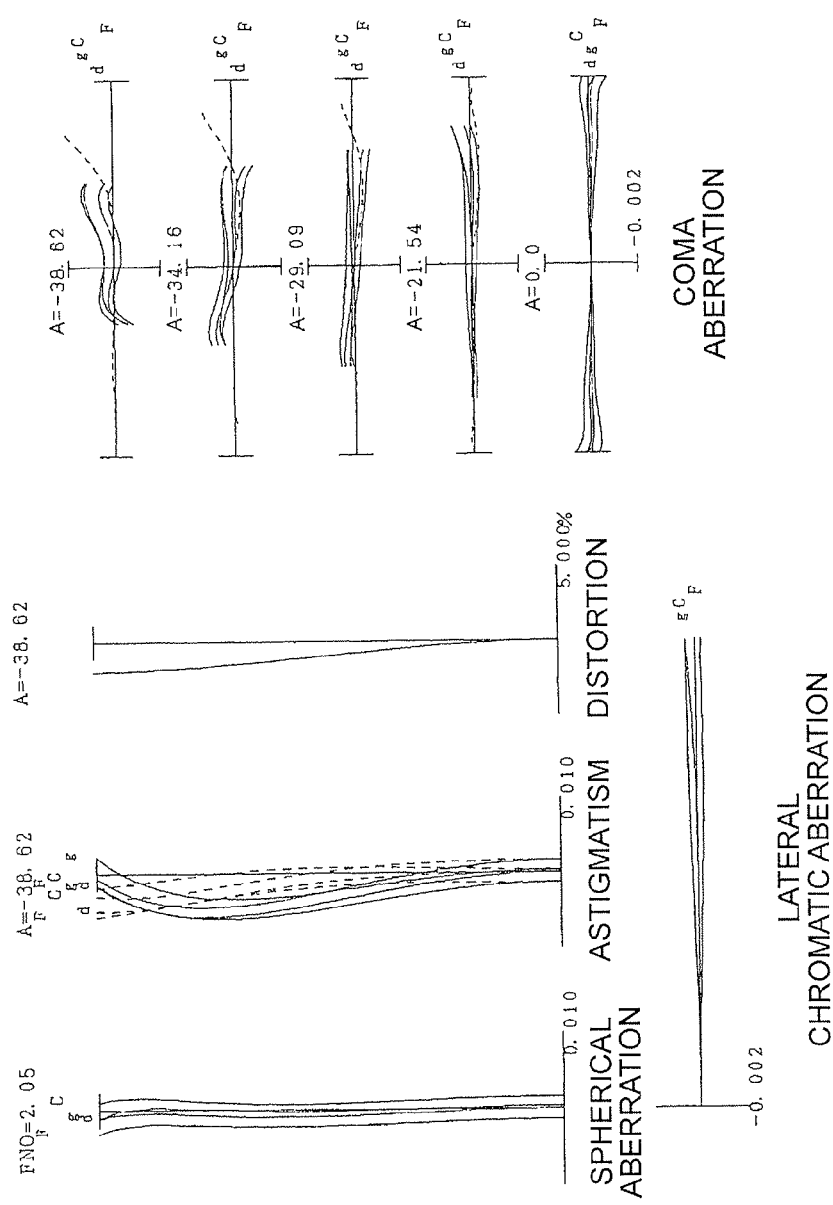 FNO=2.05
F
C
g
d
0.010
SPHERICAL
ABERRATION
A=-38.62
F
F
C
C
g
g
d
d
0.010
ASTIGMATISM
A=-38.62
5.000%
DISTORTION
g C
F
-0.002
LATERAL
CHROMATIC ABERRATION
A=-38.62
d
g C
F
A=-34.16
d
g C
F
A=-29.09
d
g C
F
A=-21.54
d
g C
F
A=0.0
C
d g F
-0.002
COMA
ABERRATION